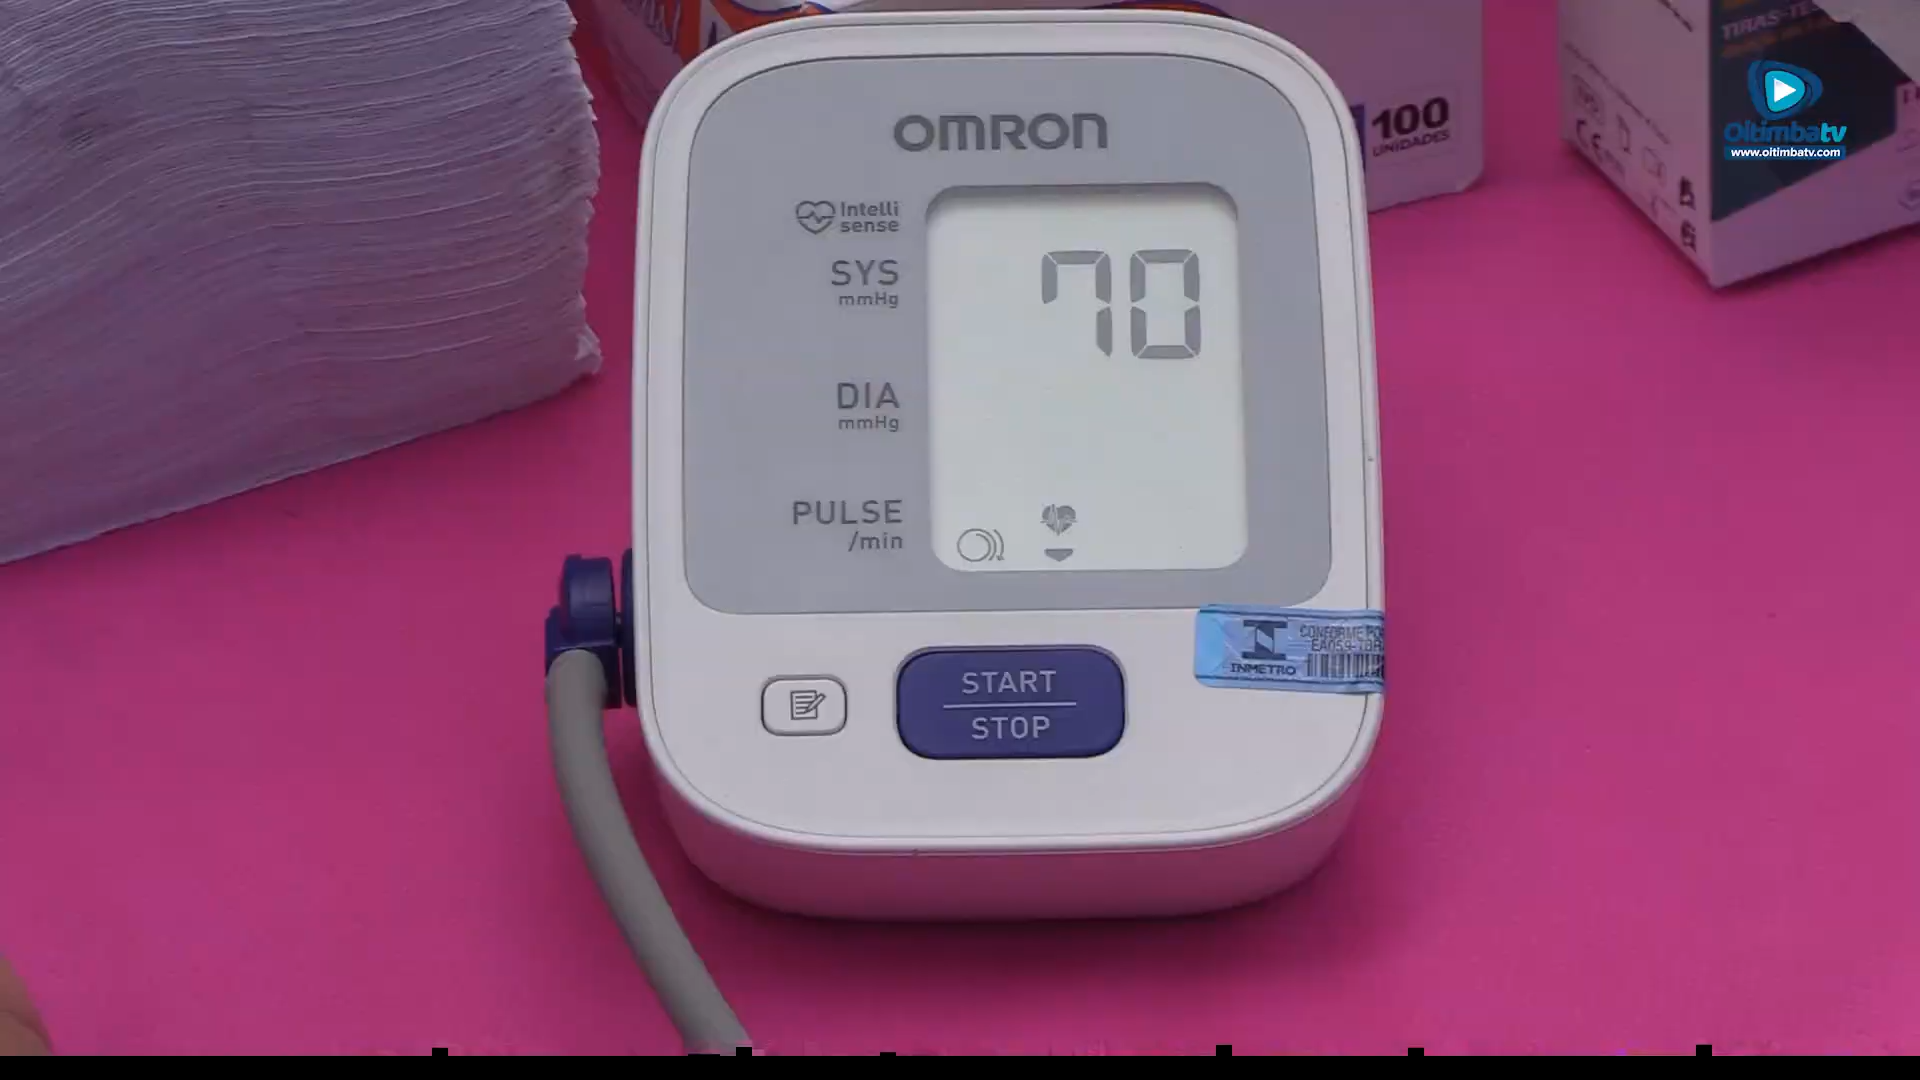 OMRON
Intelli
sense
SYS
mmHg
70
DIA
mmHg
PULSE
/min
START
STOP
INMETRO
100
UNIDADES
Oltimbatv
www.oltimbatv.com